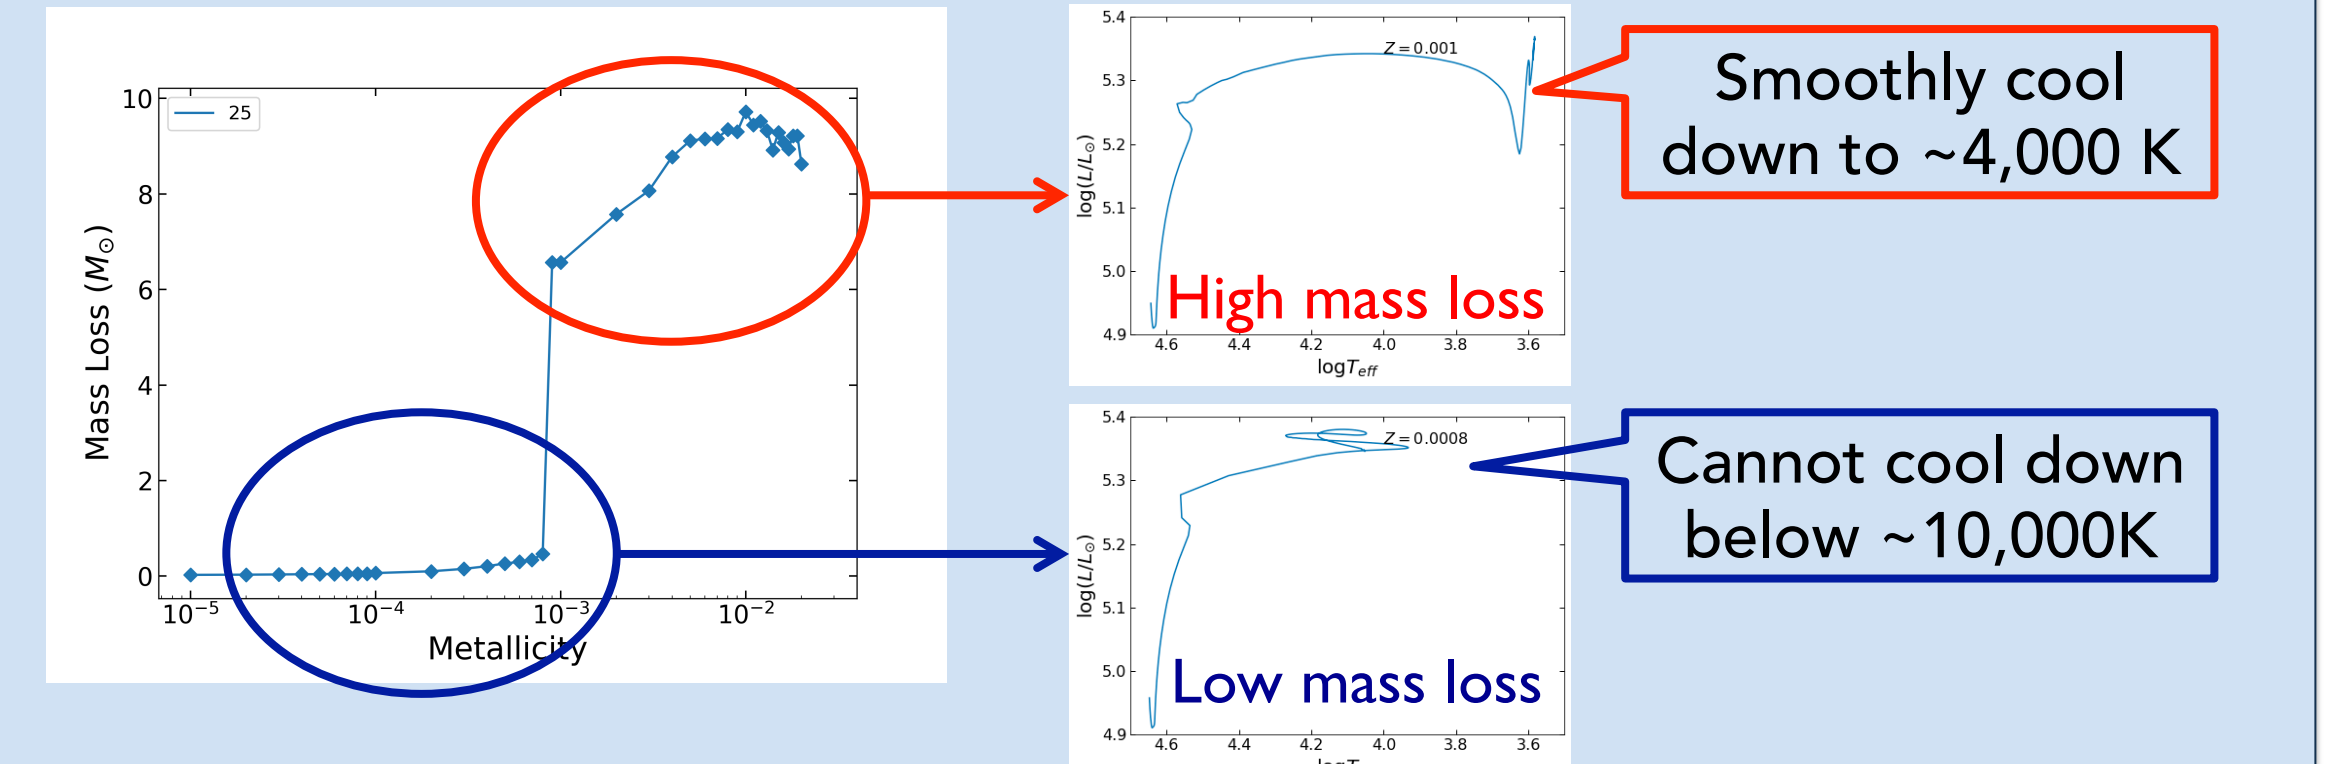 25
10
8
6
4
2
0
Mass Loss (M⊙)
10⁻⁵ 10⁻⁴ 10⁻³ 10⁻²
Metallicity
5.4
5.3
5.2
5.1
5.0
4.9
log(L/L⊙)
Z = 0.001
High mass loss
4.6 4.4 4.2 4.0 3.8 3.6
logTeff
Smoothly cool
down to ~4,000 K
5.4
5.3
5.2
5.1
5.0
4.9
log(L/L⊙)
Z = 0.0008
Low mass loss
4.6 4.4 4.2 4.0 3.8 3.6
Cannot cool down
below ~10,000K